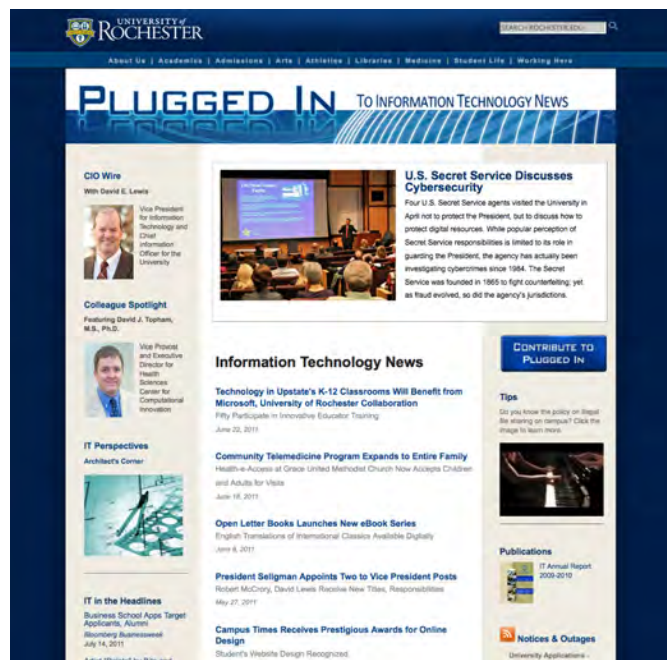 UNIVERSITY of
ROCHESTER
SEARCH ROCHESTER.EDU
About Us | Academics | Admissions | Arts | Athletics | Libraries | Medicine | Student Life | Working Here
PLUGGED IN TO INFORMATION TECHNOLOGY NEWS
CIO Wire
With David E. Lewis
Vice President
for Information
Technology and
Chief
Information
Officer for the
University
Colleague Spotlight
Featuring David J. Topham,
M.S., Ph.D.
Vice Provost
and Executive
Director for
Health
Sciences
Center for
Computational
Innovation
IT Perspectives
Architect's Corner
IT in the Headlines
Business School Apps Target
Applicants, Alumni
Bloomberg Businessweek
July 14, 2011
U.S. Secret Service Discusses
Cybersecurity
Four U.S. Secret Service agents visited the University in
April not to protect the President, but to discuss how to
protect digital resources. While popular perception of
Secret Service responsibilities is limited to its role in
guarding the President, the agency has actually been
investigating cybercrimes since 1984. The Secret
Service was founded in 1865 to fight counterfeiting; yet
as fraud evolved, so did the agency's jurisdictions.
Information Technology News
Technology in Upstate's K-12 Classrooms Will Benefit from
Microsoft, University of Rochester Collaboration
Fifty Participate in Innovative Educator Training
June 22, 2011
Community Telemedicine Program Expands to Entire Family
Health-e-Access at Grace United Methodist Church Now Accepts Children
and Adults for Visits
June 16, 2011
Open Letter Books Launches New eBook Series
English Translations of International Classics Available Digitally
June 8, 2011
President Seligman Appoints Two to Vice President Posts
Robert McCrory, David Lewis Receive New Titles, Responsibilities
May 27, 2011
Campus Times Receives Prestigious Awards for Online
Design
Student's Website Design Recognized
CONTRIBUTE TO
PLUGGED IN
Tips
Do you know the policy on illegal
file sharing on campus? Click the
image to learn more.
Publications
IT Annual Report
2009-2010
Notices & Outages
University Applications -